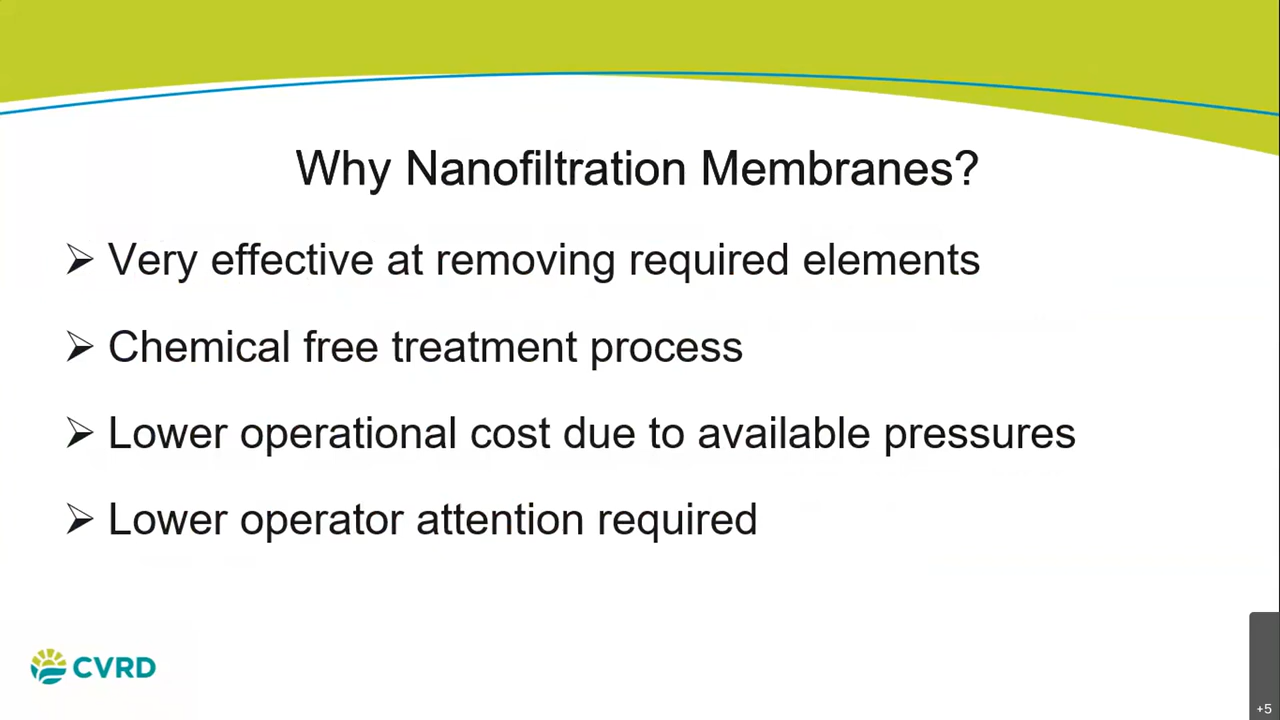 Why Nanofiltration Membranes?
➢ Very effective at removing required elements
➢ Chemical free treatment process
➢ Lower operational cost due to available pressures
➢ Lower operator attention required
CVRD
+5